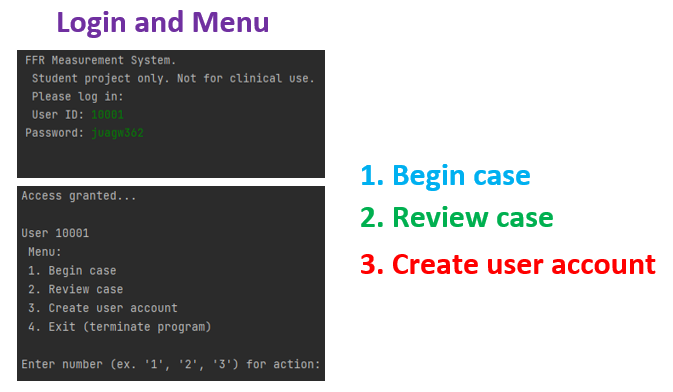 Login and Menu
FFR Measurement System.
Student project only. Not for clinical use.
Please log in:
User ID: 10001
Password: juagw362
Access granted...
User 10001
Menu:
1. Begin case
2. Review case
3. Create user account
4. Exit (terminate program)
Enter number (ex. '1', '2', '3') for action:
1. Begin case
2. Review case
3. Create user account